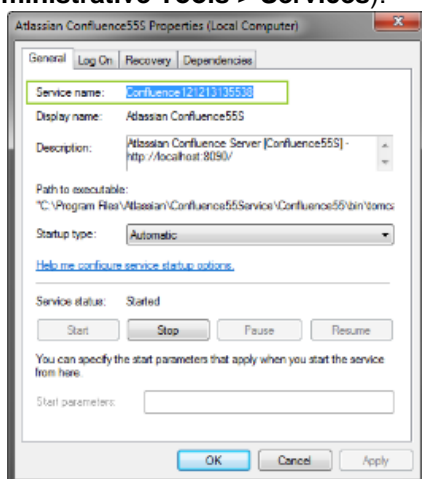 ministrative Tools > Services).
Atlassian Confluence55S Properties (Local Computer)
General Log On Recovery Dependencies
Service name: Confluence121213135538
Display name: Atlassian Confluence55S
Description: Atlassian Confluence Server [Confluence55S] -
http://localhost:8090/
Path to executable:
"C:\Program Files\Atlassian\Confluence55Service\Confluence55\bin\tomca
Startup type: Automatic
Help me configure service startup options.
Service status: Started
Start Stop Pause Resume
You can specify the start parameters that apply when you start the service
from here.
Start parameters:
OK Cancel Apply